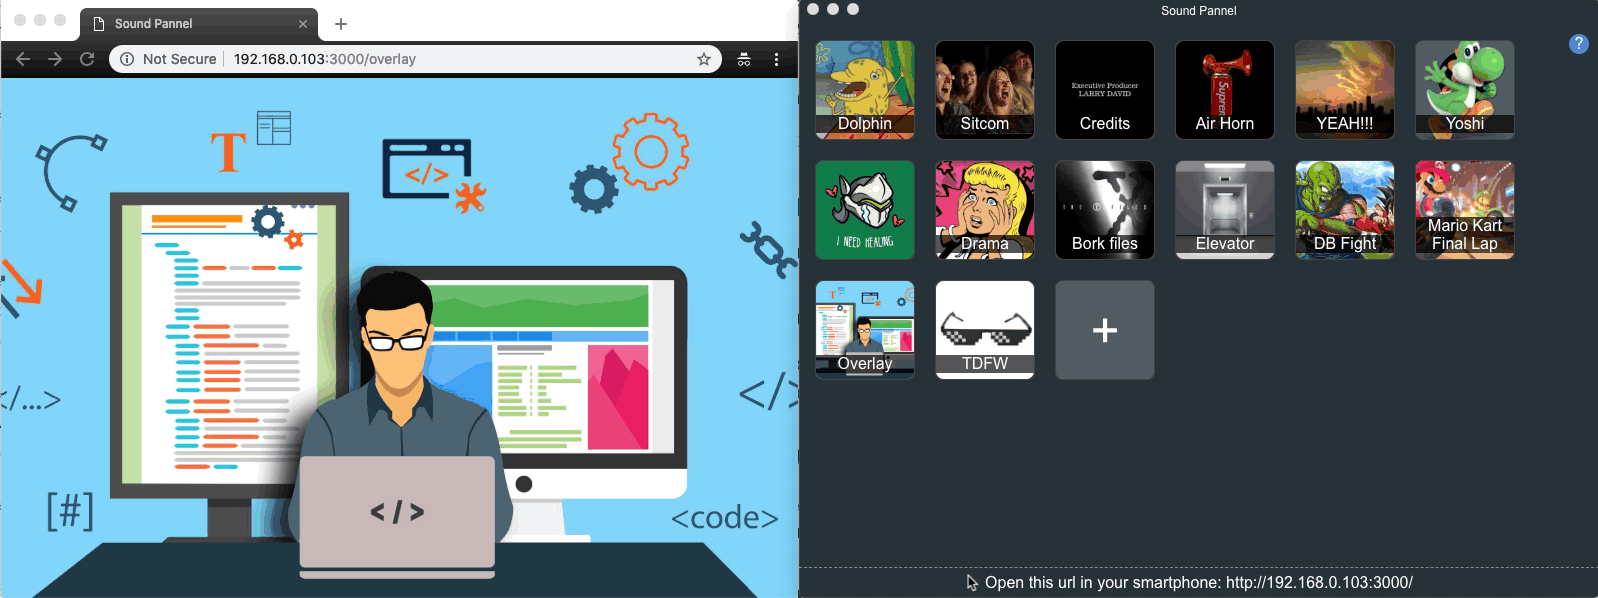 Sound Pannel
Not Secure
192.168.0.103:3000/overlay
T
</>
</...>
</>
[#]
</>
<code>
Sound Pannel
?
Dolphin
Sitcom
Executive Producer
LARRY DAVID
Credits
Supreme
Air Horn
YEAH!!!
Yoshi
I NEED HEALING
Drama
THE X FILES
Bork files
Elevator
DB Fight
Mario Kart
Final Lap
T
Overlay
TDFW
+
Open this url in your smartphone: http://192.168.0.103:3000/